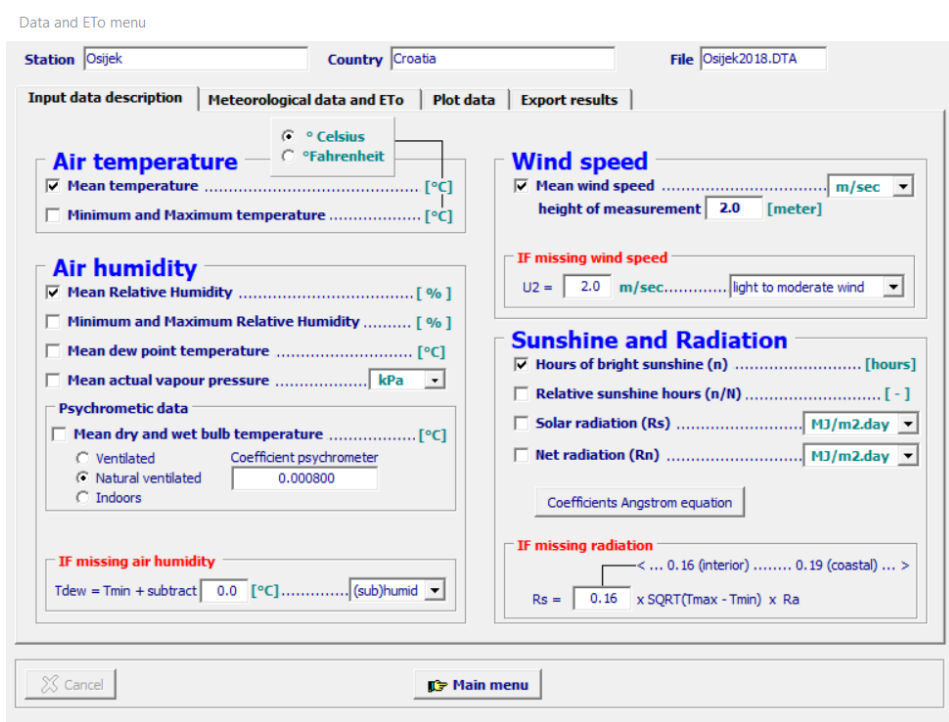 Data and ETo menu
Station Osijek Country Croatia File Osijek2018.DTA
Input data description Meteorological data and ETo Plot data Export results
° Celsius
°Fahrenheit
Air temperature
Mean temperature ........................................ [°C]
Minimum and Maximum temperature ................. [°C]
Air humidity
Mean Relative Humidity ................................. [ % ]
Minimum and Maximum Relative Humidity .......... [ % ]
Mean dew point temperature .......................... [°C]
Mean actual vapour pressure ................... kPa
Psychrometic data
Mean dry and wet bulb temperature ................. [°C]
Ventilated Coefficient psychrometer
Natural ventilated 0.000800
Indoors
IF missing air humidity
Tdew = Tmin + subtract 0.0 [°C].............. (sub)humid
Wind speed
Mean wind speed .................................. m/sec
height of measurement 2.0 [meter]
IF missing wind speed
U2 = 2.0 m/sec............. light to moderate wind
Sunshine and Radiation
Hours of bright sunshine (n) .......................... [hours]
Relative sunshine hours (n/N) ............................ [ - ]
Solar radiation (Rs) .......................... MJ/m2.day
Net radiation (Rn) ............................ MJ/m2.day
Coefficients Angstrom equation
IF missing radiation
< ... 0.16 (interior) ........ 0.19 (coastal) ... >
Rs = 0.16 x SQRT(Tmax - Tmin) x Ra
Cancel Main menu